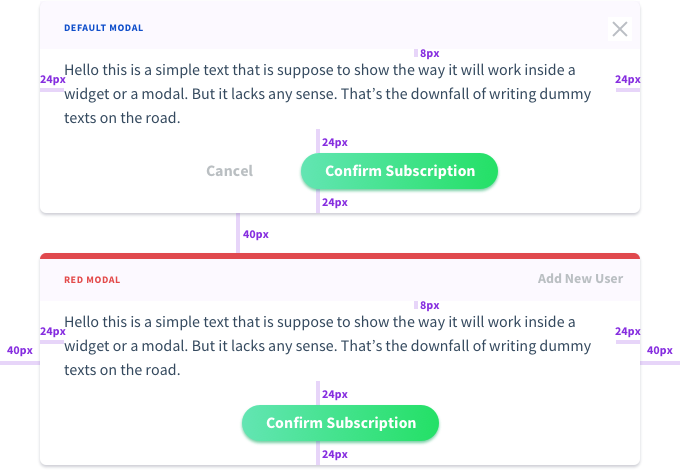 DEFAULT MODAL
8px
24px
Hello this is a simple text that is suppose to show the way it will work inside a
24px
widget or a modal. But it lacks any sense. That’s the downfall of writing dummy
texts on the road.
24px
Cancel
Confirm Subscription
24px
40px
RED MODAL
Add New User
8px
Hello this is a simple text that is suppose to show the way it will work inside a
24px
24px
widget or a modal. But it lacks any sense. That’s the downfall of writing dummy
40px
40px
texts on the road.
24px
Confirm Subscription
24px